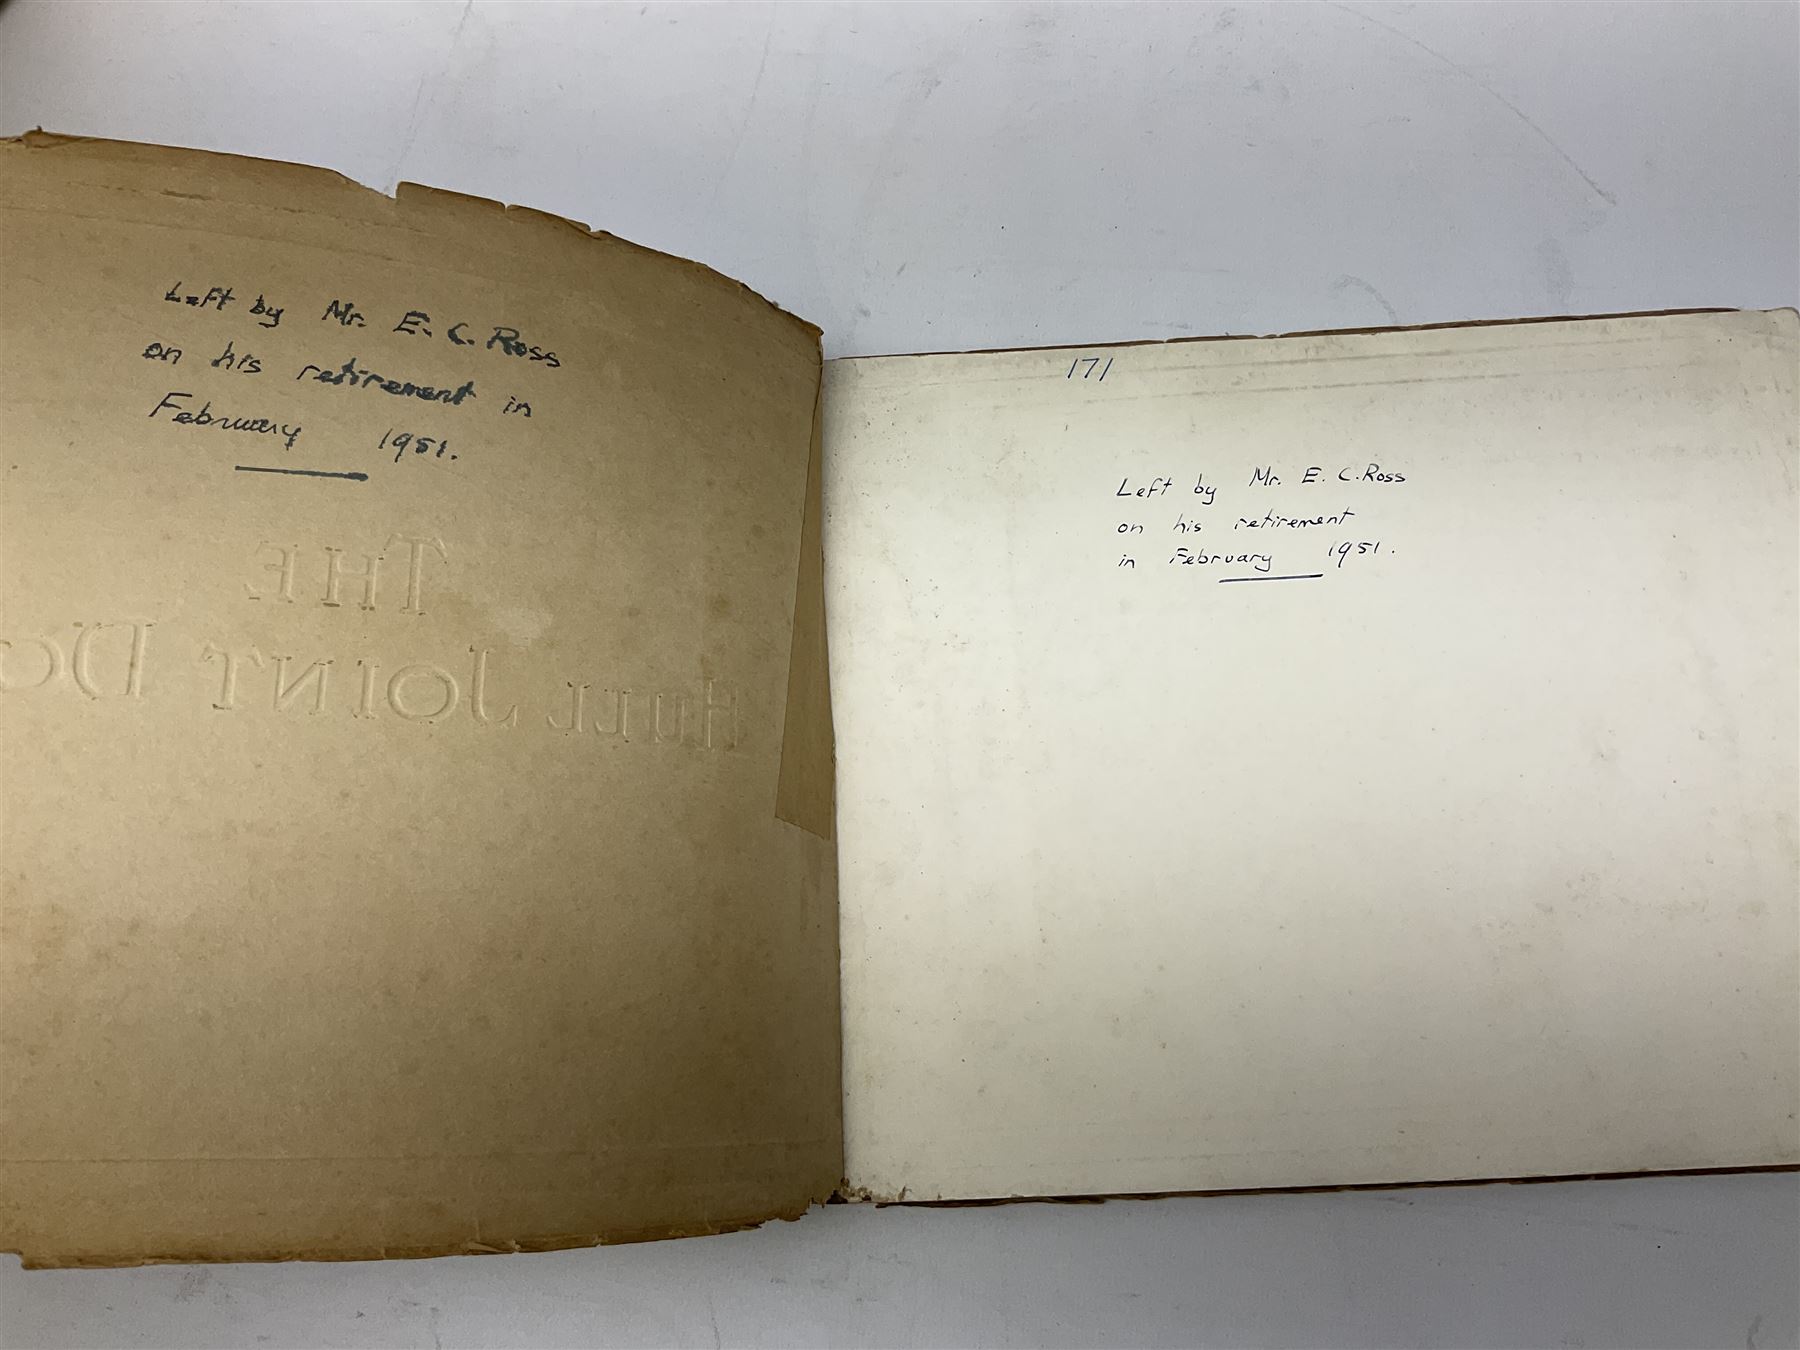 Left by Mr. E. C. Ross
on his retirement in
February 1951.
THE
HULL JOINT DO
171
Left by Mr. E. C. Ross
on his retirement
in February 1951.